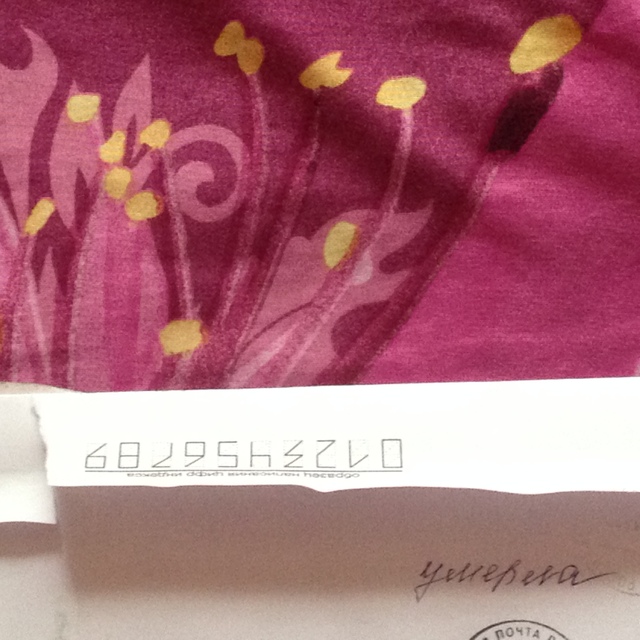 образец написания цифр индекса
0123456789
умерла
ПОЧТА